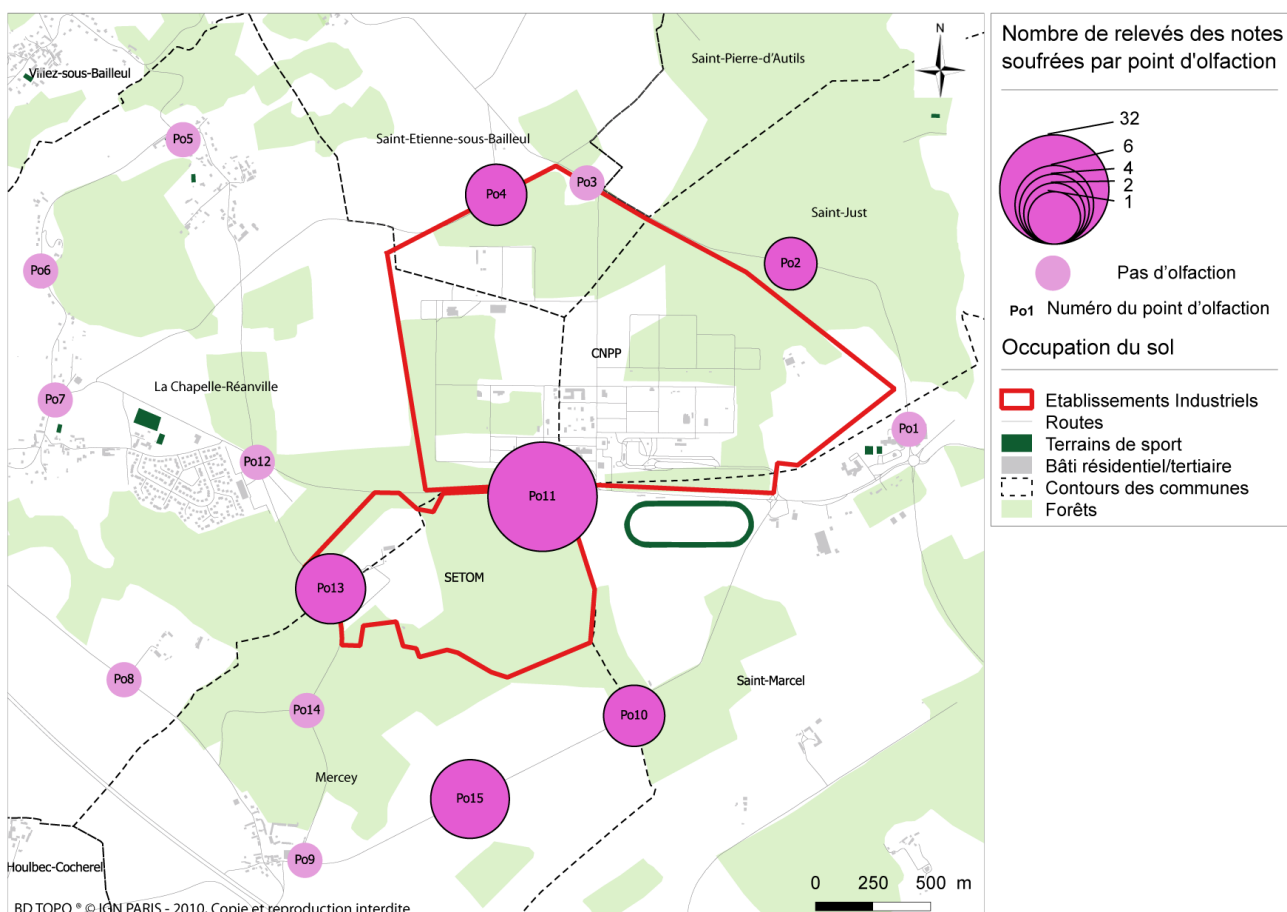 Villez-sous-Bailleul
Saint-Pierre-d'Autils
N
Po5
Saint-Etienne-sous-Bailleul
Po4
Po3
Saint-Just
Po2
Po6
CNPP
La Chapelle-Réanville
Po7
Po1
Po12
Po11
SETOM
Po13
Po8
Saint-Marcel
Po14
Po10
Mercey
Po15
Po9
Houlbec-Cocherel
0 250 500 m
BD TOPO ® © IGN PARIS - 2010. Copie et reproduction interdite
Nombre de relevés des notes
soufrées par point d'olfaction
32
6
4
2
1
Pas d'olfaction
Po1 Numéro du point d'olfaction
Occupation du sol
Etablissements Industriels
Routes
Terrains de sport
Bâti résidentiel/tertiaire
Contours des communes
Forêts